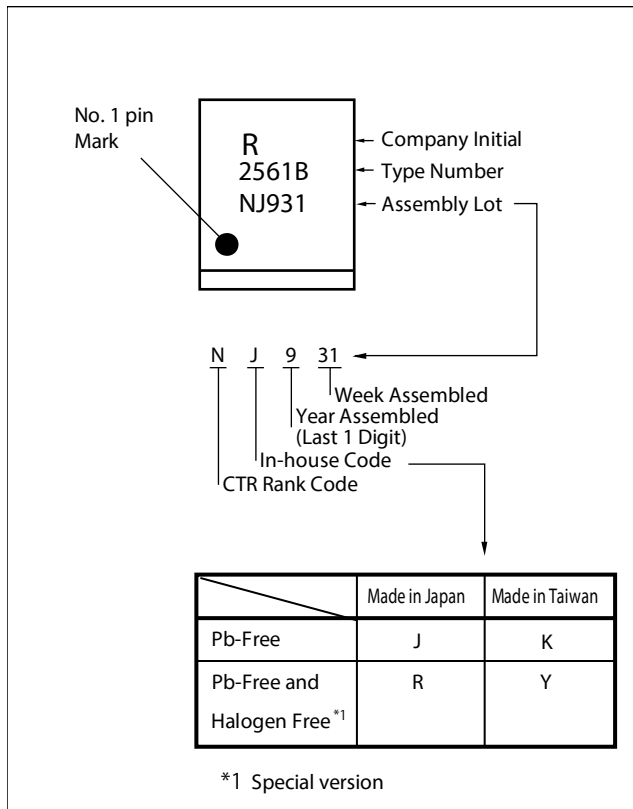 No. 1 pin
Mark
R
2561B
NJ931
Company Initial
Type Number
Assembly Lot
N J 9 31
Week Assembled
Year Assembled
(Last 1 Digit)
In-house Code
CTR Rank Code
Made in Japan Made in Taiwan
Pb-Free J K
Pb-Free and R Y
Halogen Free *1
*1 Special version